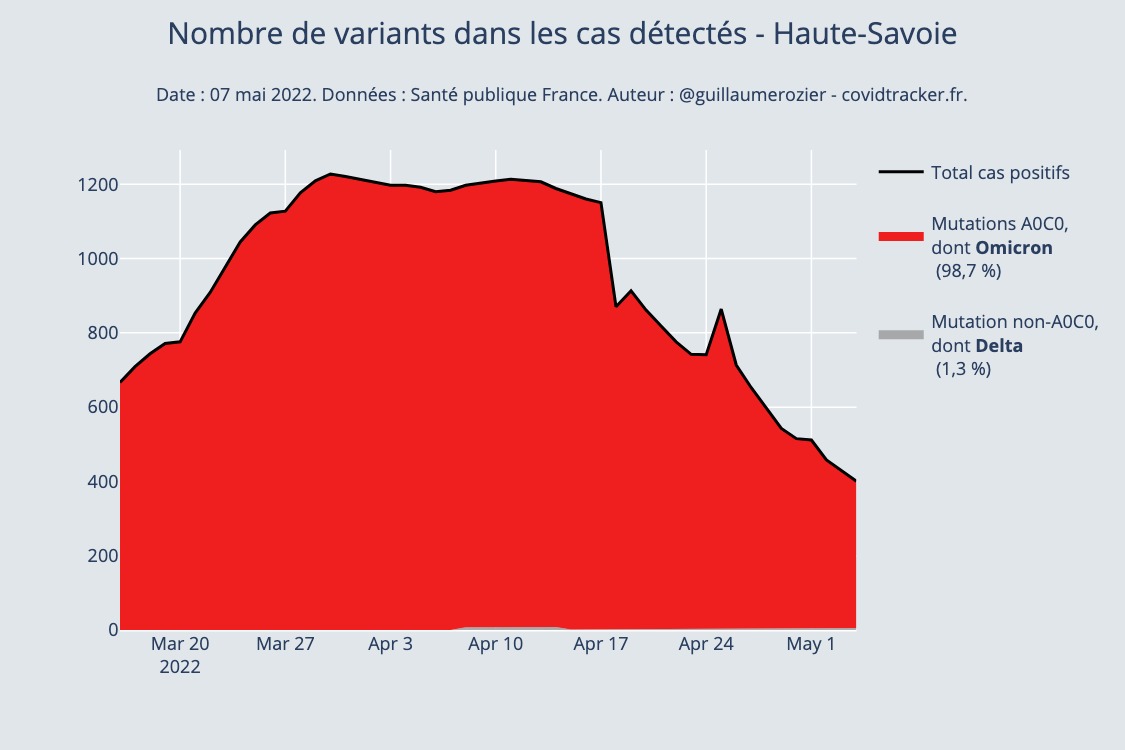 Nombre de variants dans les cas détectés - Haute-Savoie
Date : 07 mai 2022. Données : Santé publique France. Auteur : @guillaumerozier - covidtracker.fr.
1200
1000
800
600
400
200
0
Mar 20
2022
Mar 27
Apr 3
Apr 10
Apr 17
Apr 24
May 1
Total cas positifs
Mutations A0C0,
dont Omicron
(98,7 %)
Mutation non-A0C0,
dont Delta
(1,3 %)